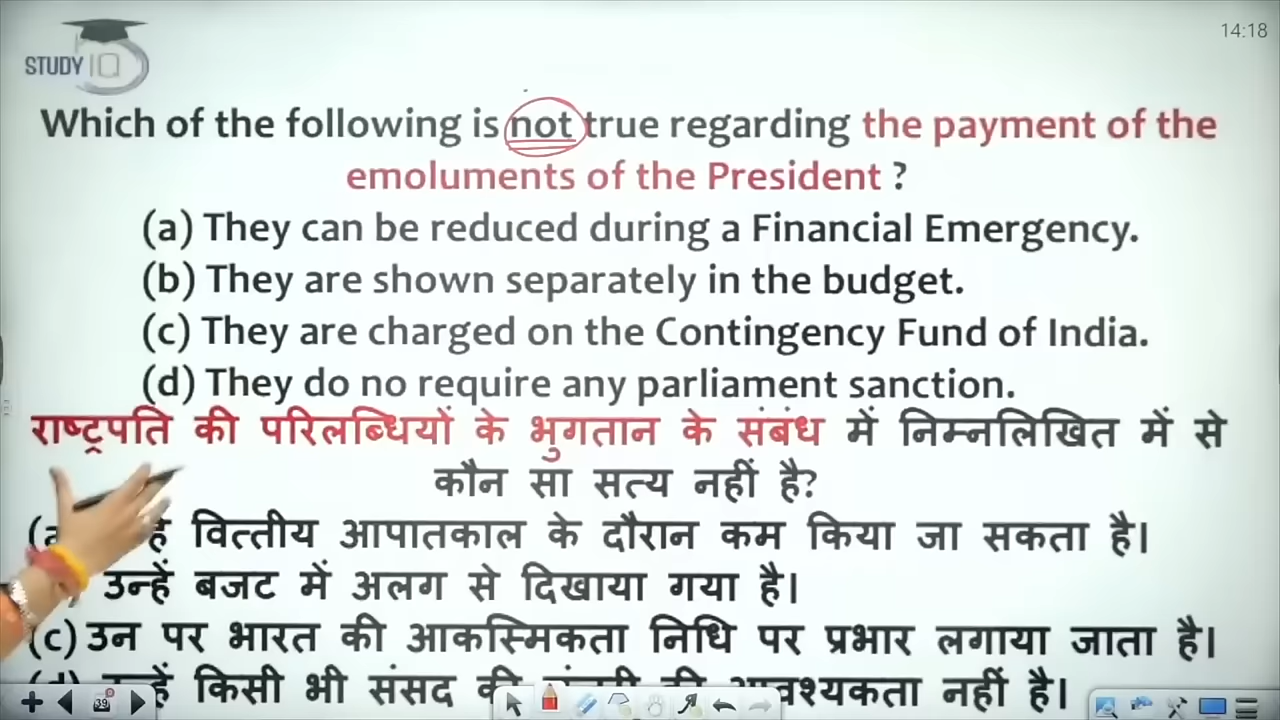 14:18
STUDY IQ
Which of the following is not true regarding the payment of the
emoluments of the President ?
(a) They can be reduced during a Financial Emergency.
(b) They are shown separately in the budget.
(c) They are charged on the Contingency Fund of India.
(d) They do no require any parliament sanction.
राष्ट्रपति की परिलब्धियों के भुगतान के संबंध में निम्नलिखित में से
कौन सा सत्य नहीं है?
वित्तीय आपातकाल के दौरान कम किया जा सकता है।
उन्हें बजट में अलग से दिखाया गया है।
(c) उन पर भारत की आकस्मिकता निधि पर प्रभार लगाया जाता है।
किसी भी संसद की आवश्यकता नहीं है।
39